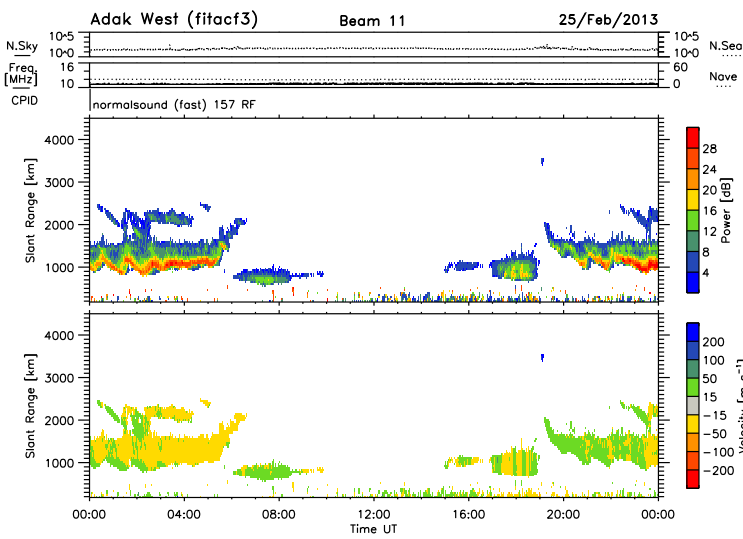 Adak West (fitacf3) Beam 11 25/Feb/2013
N.Sky 10^5 10^0 10^5 10^0 N.Sea
Freq. [MHz] 16 10 60 0 Nave
CPID normalsound (fast) 157 RF
Slant Range [km]
4000
3000
2000
1000
Power [dB]
28
24
20
16
12
8
4
Slant Range [km]
4000
3000
2000
1000
200
100
50
15
-15
-50
-100
-200
00:00 04:00 08:00 12:00 16:00 20:00 00:00
Time UT